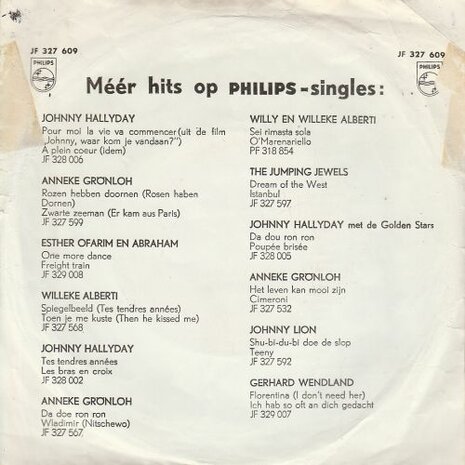 JF 327 609
JF 327 609
PHILIPS
PHILIPS
Méér hits op PHILIPS-singles:
JOHNNY HALLYDAY
Pour moi la vie va commencer (uit de film
„Johnny, waar kom je vandaan?”)
A plein coeur (idem)
JF 328 006
ANNEKE GRÖNLOH
Rozen hebben doornen (Rosen haben
Dornen)
Zwarte zeeman (Er kam aus Paris)
JF 327 599
ESTHER OFARIM EN ABRAHAM
One more dance
Freight train
JF 329 008
WILLEKE ALBERTI
Spiegelbeeld (Tes tendres années)
Toen je me kuste (Then he kissed me)
JF 327 568
JOHNNY HALLYDAY
Tes tendres années
Les bras en croix
JF 328 002
ANNEKE GRÖNLOH
Da doe ron ron
Wladimir (Nitschewo)
JF 327 567
WILLY EN WILLEKE ALBERTI
Sei rimasta sola
O'Marenariello
PF 318 854
THE JUMPING JEWELS
Dream of the West
Istanbul
JF 327 597
JOHNNY HALLYDAY met de Golden Stars
Da dou ron ron
Poupée brisée
JF 328 005
ANNEKE GRÖNLOH
Het leven kan mooi zijn
Cimeroni
JF 327 532
JOHNNY LION
Shu-bi-du-bi doe de slop
Teeny
JF 327 592
GERHARD WENDLAND
Florentina (I don't need her)
Ich hab so oft an dich gedacht
JF 329 007